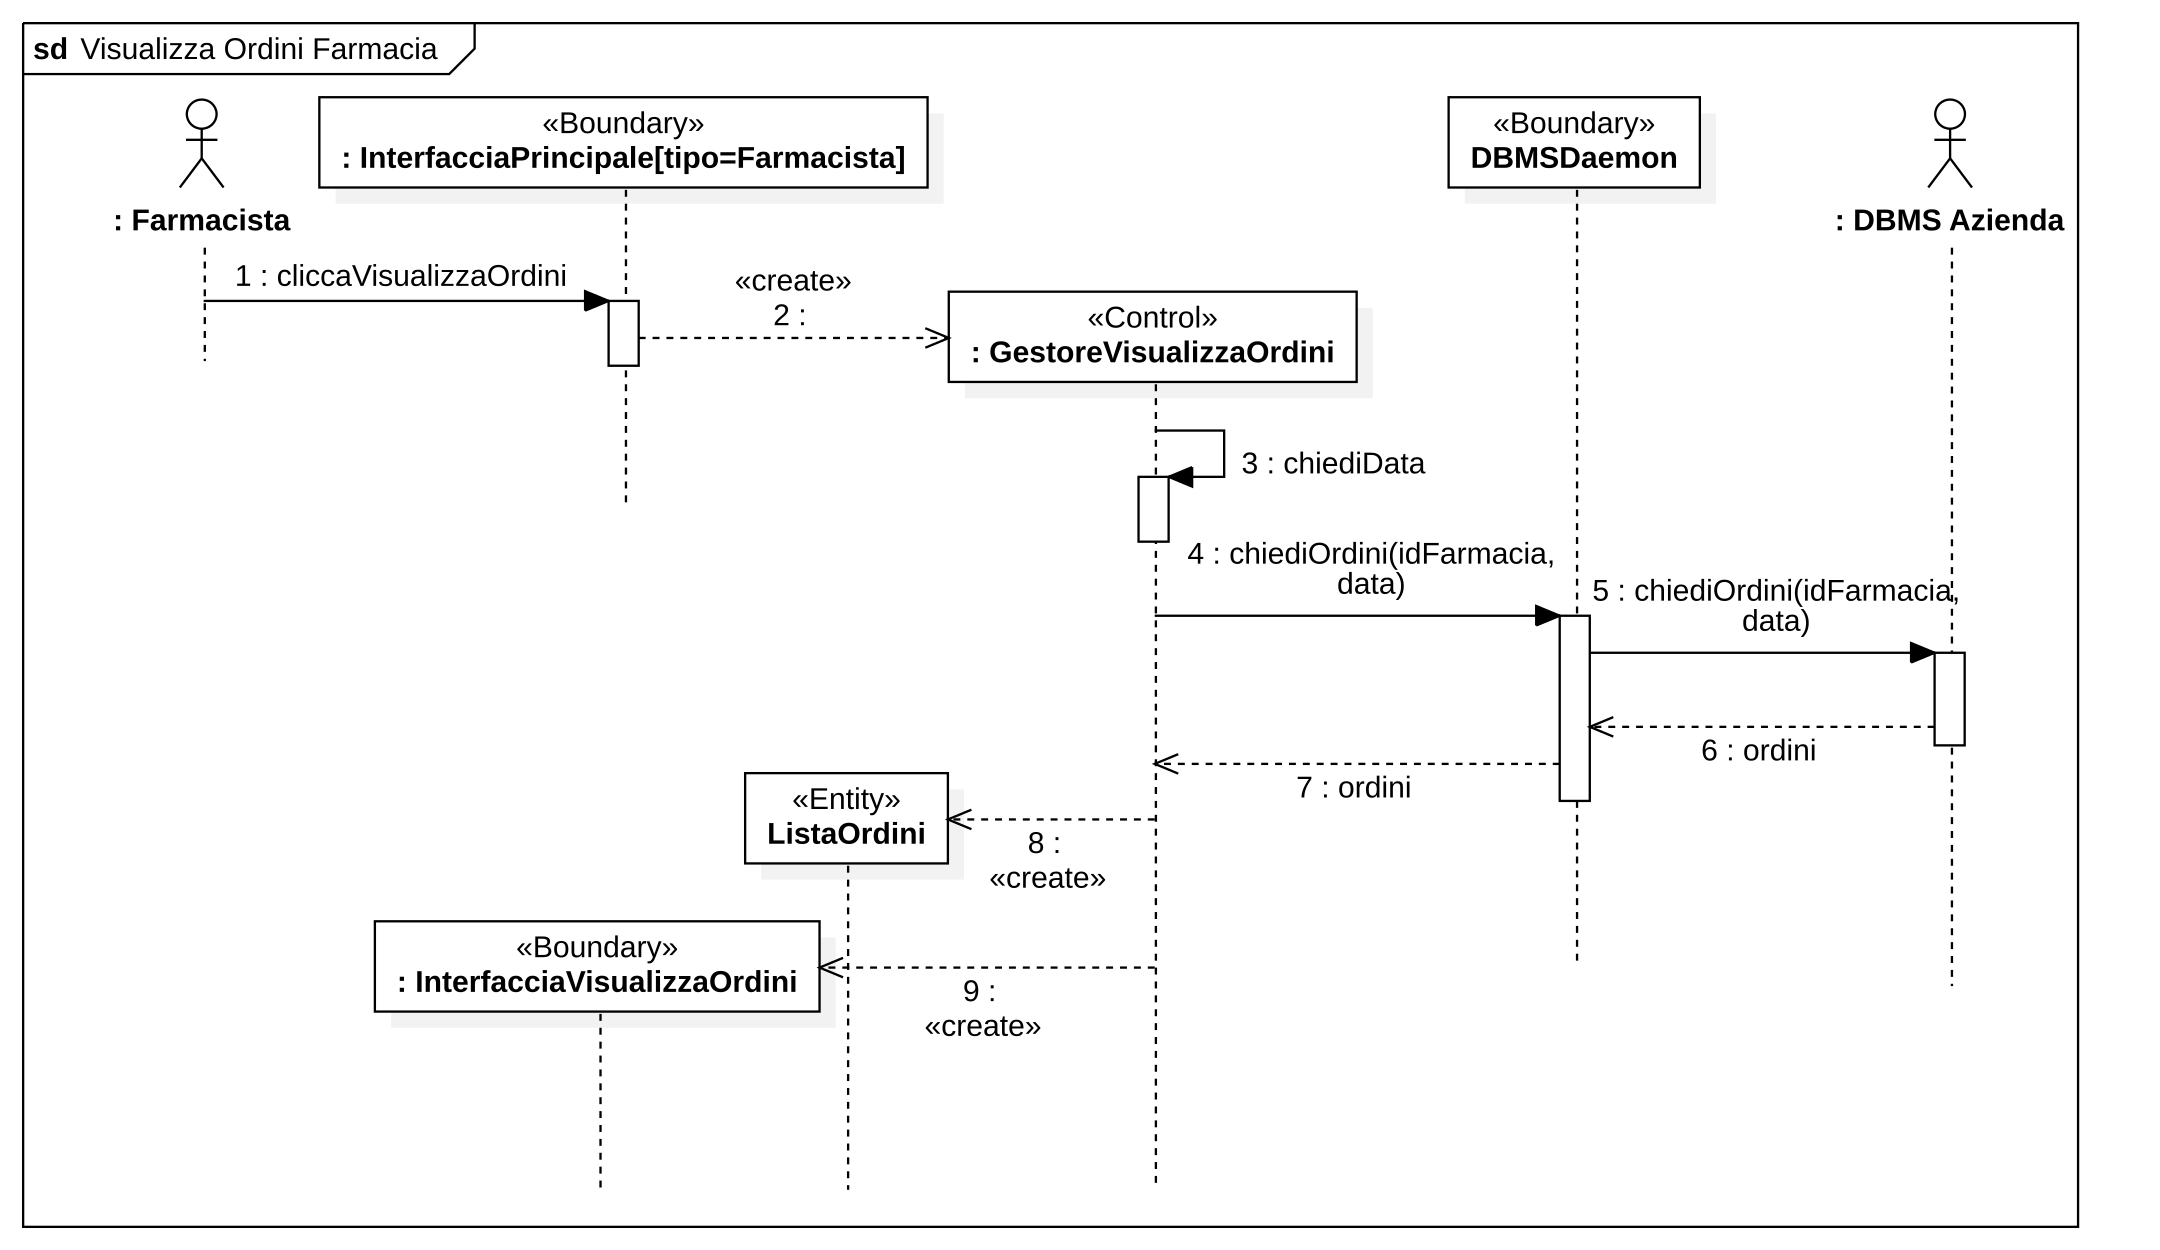 sd Visualizza Ordini Farmacia
«Boundary»
: InterfacciaPrincipale[tipo=Farmacista]
«Boundary»
DBMSDaemon
: Farmacista
: DBMS Azienda
1 : cliccaVisualizzaOrdini
«create»
2 :
«Control»
: GestoreVisualizzaOrdini
3 : chiediData
4 : chiediOrdini(idFarmacia,
data)
5 : chiediOrdini(idFarmacia,
data)
6 : ordini
7 : ordini
«Entity»
ListaOrdini
8 :
«create»
«Boundary»
: InterfacciaVisualizzaOrdini
9 :
«create»